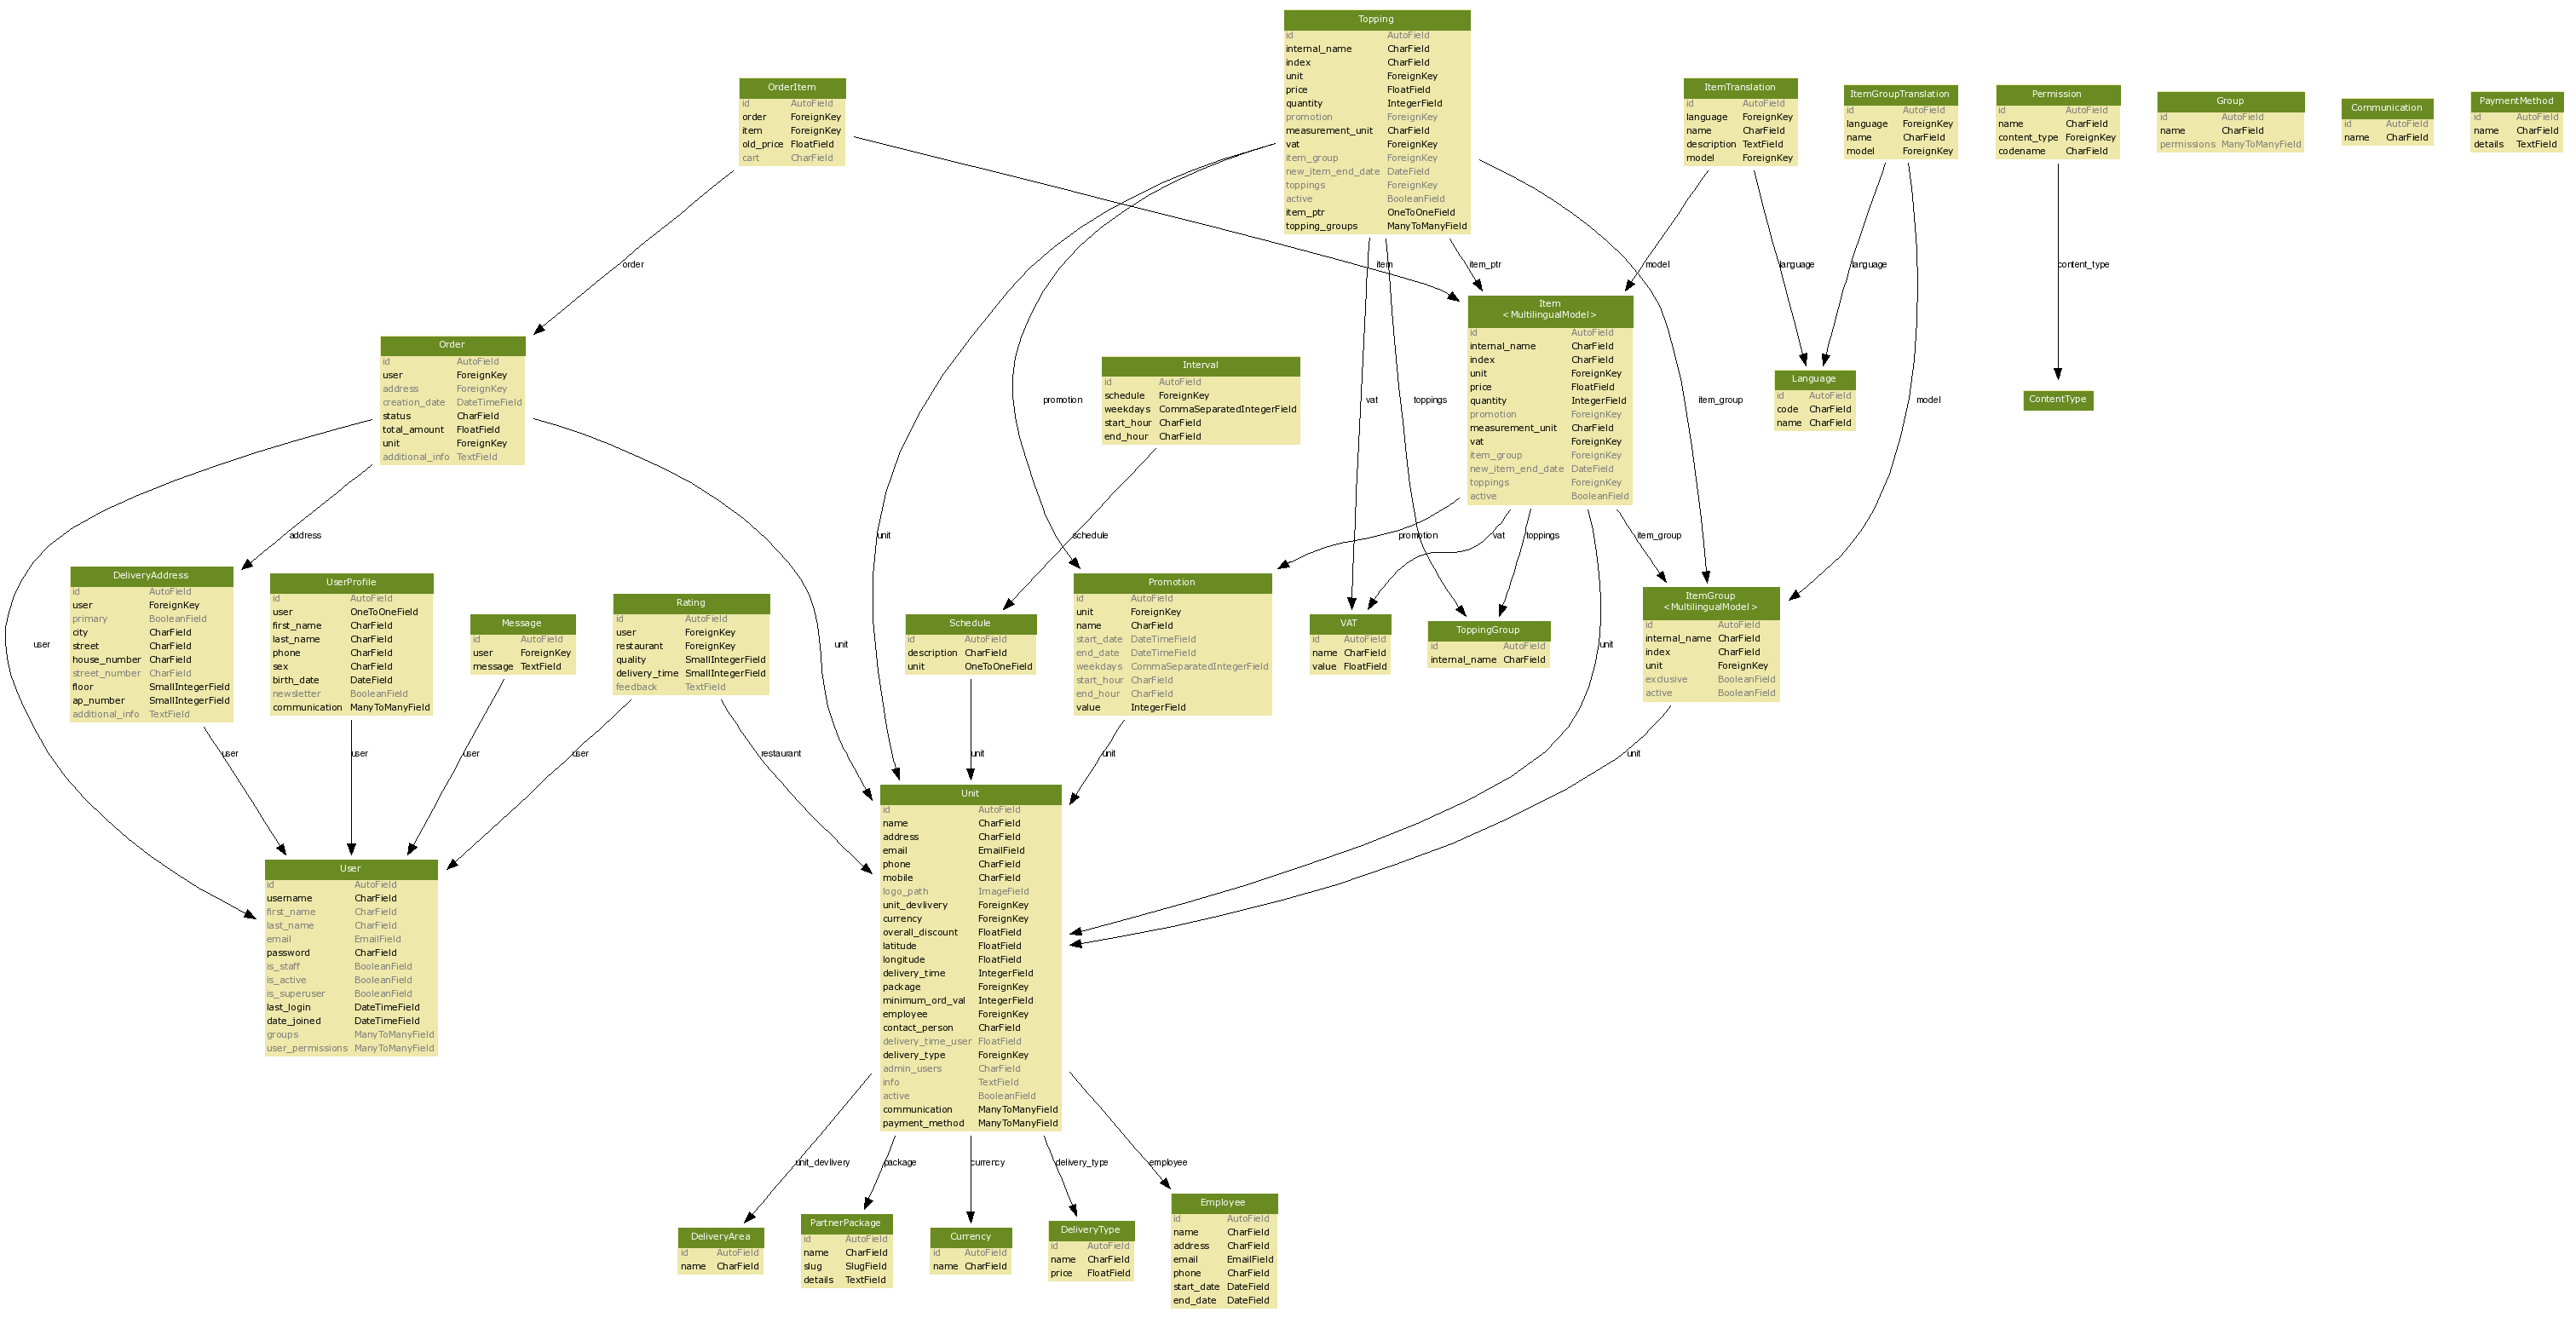 Topping
id AutoField
internal_name CharField
index CharField
unit ForeignKey
price FloatField
quantity IntegerField
promotion ForeignKey
measurement_unit CharField
vat ForeignKey
item_group ForeignKey
new_item_end_date DateField
toppings ForeignKey
active BooleanField
item_ptr OneToOneField
topping_groups ManyToManyField
OrderItem
id AutoField
order ForeignKey
item ForeignKey
old_price FloatField
cart CharField
ItemTranslation
id AutoField
language ForeignKey
name CharField
description TextField
model ForeignKey
ItemGroupTranslation
id AutoField
language ForeignKey
name CharField
model ForeignKey
Permission
id AutoField
name CharField
content_type ForeignKey
codename CharField
Group
id AutoField
name CharField
permissions ManyToManyField
Communication
id AutoField
name CharField
PaymentMethod
id AutoField
name CharField
details TextField
order
item
item_ptr
model
language
language
content_type
Item
<MultilingualModel>
id AutoField
internal_name CharField
index CharField
unit ForeignKey
price FloatField
quantity IntegerField
promotion ForeignKey
measurement_unit CharField
vat ForeignKey
item_group ForeignKey
new_item_end_date DateField
toppings ForeignKey
active BooleanField
Order
id AutoField
user ForeignKey
address ForeignKey
creation_date DateTimeField
status CharField
total_amount FloatField
unit ForeignKey
additional_info TextField
Interval
id AutoField
schedule ForeignKey
weekdays CommaSeparatedIntegerField
start_hour CharField
end_hour CharField
Language
id AutoField
code CharField
name CharField
ContentType
promotion
vat
toppings
item_group
model
address
unit
schedule
promotion
vat
toppings
item_group
DeliveryAddress
id AutoField
user ForeignKey
primary BooleanField
city CharField
street CharField
house_number CharField
street_number CharField
floor SmallIntegerField
ap_number SmallIntegerField
additional_info TextField
UserProfile
id AutoField
user OneToOneField
first_name CharField
last_name CharField
phone CharField
sex CharField
birth_date DateField
newsletter BooleanField
communication ManyToManyField
Message
id AutoField
user ForeignKey
message TextField
Rating
id AutoField
user ForeignKey
restaurant ForeignKey
quality SmallIntegerField
delivery_time SmallIntegerField
feedback TextField
Schedule
id AutoField
description CharField
unit OneToOneField
Promotion
id AutoField
unit ForeignKey
name CharField
start_date DateTimeField
end_date DateTimeField
weekdays CommaSeparatedIntegerField
start_hour CharField
end_hour CharField
value IntegerField
VAT
id AutoField
name CharField
value FloatField
ToppingGroup
id AutoField
internal_name CharField
ItemGroup
<MultilingualModel>
id AutoField
internal_name CharField
index CharField
unit ForeignKey
exclusive BooleanField
active BooleanField
user
unit
unit
user
user
user
user
restaurant
unit
unit
unit
User
id AutoField
username CharField
first_name CharField
last_name CharField
email EmailField
password CharField
is_staff BooleanField
is_active BooleanField
is_superuser BooleanField
last_login DateTimeField
date_joined DateTimeField
groups ManyToManyField
user_permissions ManyToManyField
Unit
id AutoField
name CharField
address CharField
email EmailField
phone CharField
mobile CharField
logo_path ImageField
unit_devlivery ForeignKey
currency ForeignKey
overall_discount FloatField
latitude FloatField
longitude FloatField
delivery_time IntegerField
package ForeignKey
minimum_ord_val IntegerField
employee ForeignKey
contact_person CharField
delivery_time_user FloatField
delivery_type ForeignKey
admin_users CharField
info TextField
active BooleanField
communication ManyToManyField
payment_method ManyToManyField
unit_devlivery
package
currency
delivery_type
employee
DeliveryArea
id AutoField
name CharField
PartnerPackage
id AutoField
name CharField
slug SlugField
details TextField
Currency
id AutoField
name CharField
DeliveryType
id AutoField
name CharField
price FloatField
Employee
id AutoField
name CharField
address CharField
email EmailField
phone CharField
start_date DateField
end_date DateField